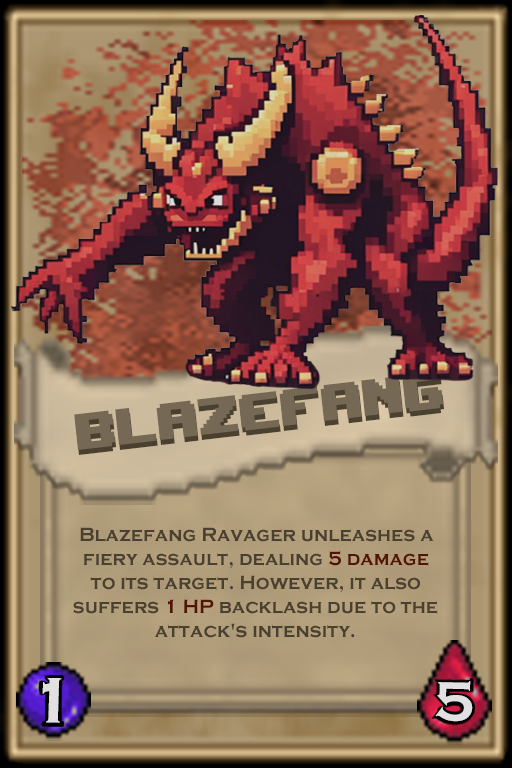 BLAZEFANG
Blazefang Ravager unleashes a
fiery assault, dealing 5 damage
to its target. However, it also
suffers 1 HP backlash due to the
attack's intensity.
1
5